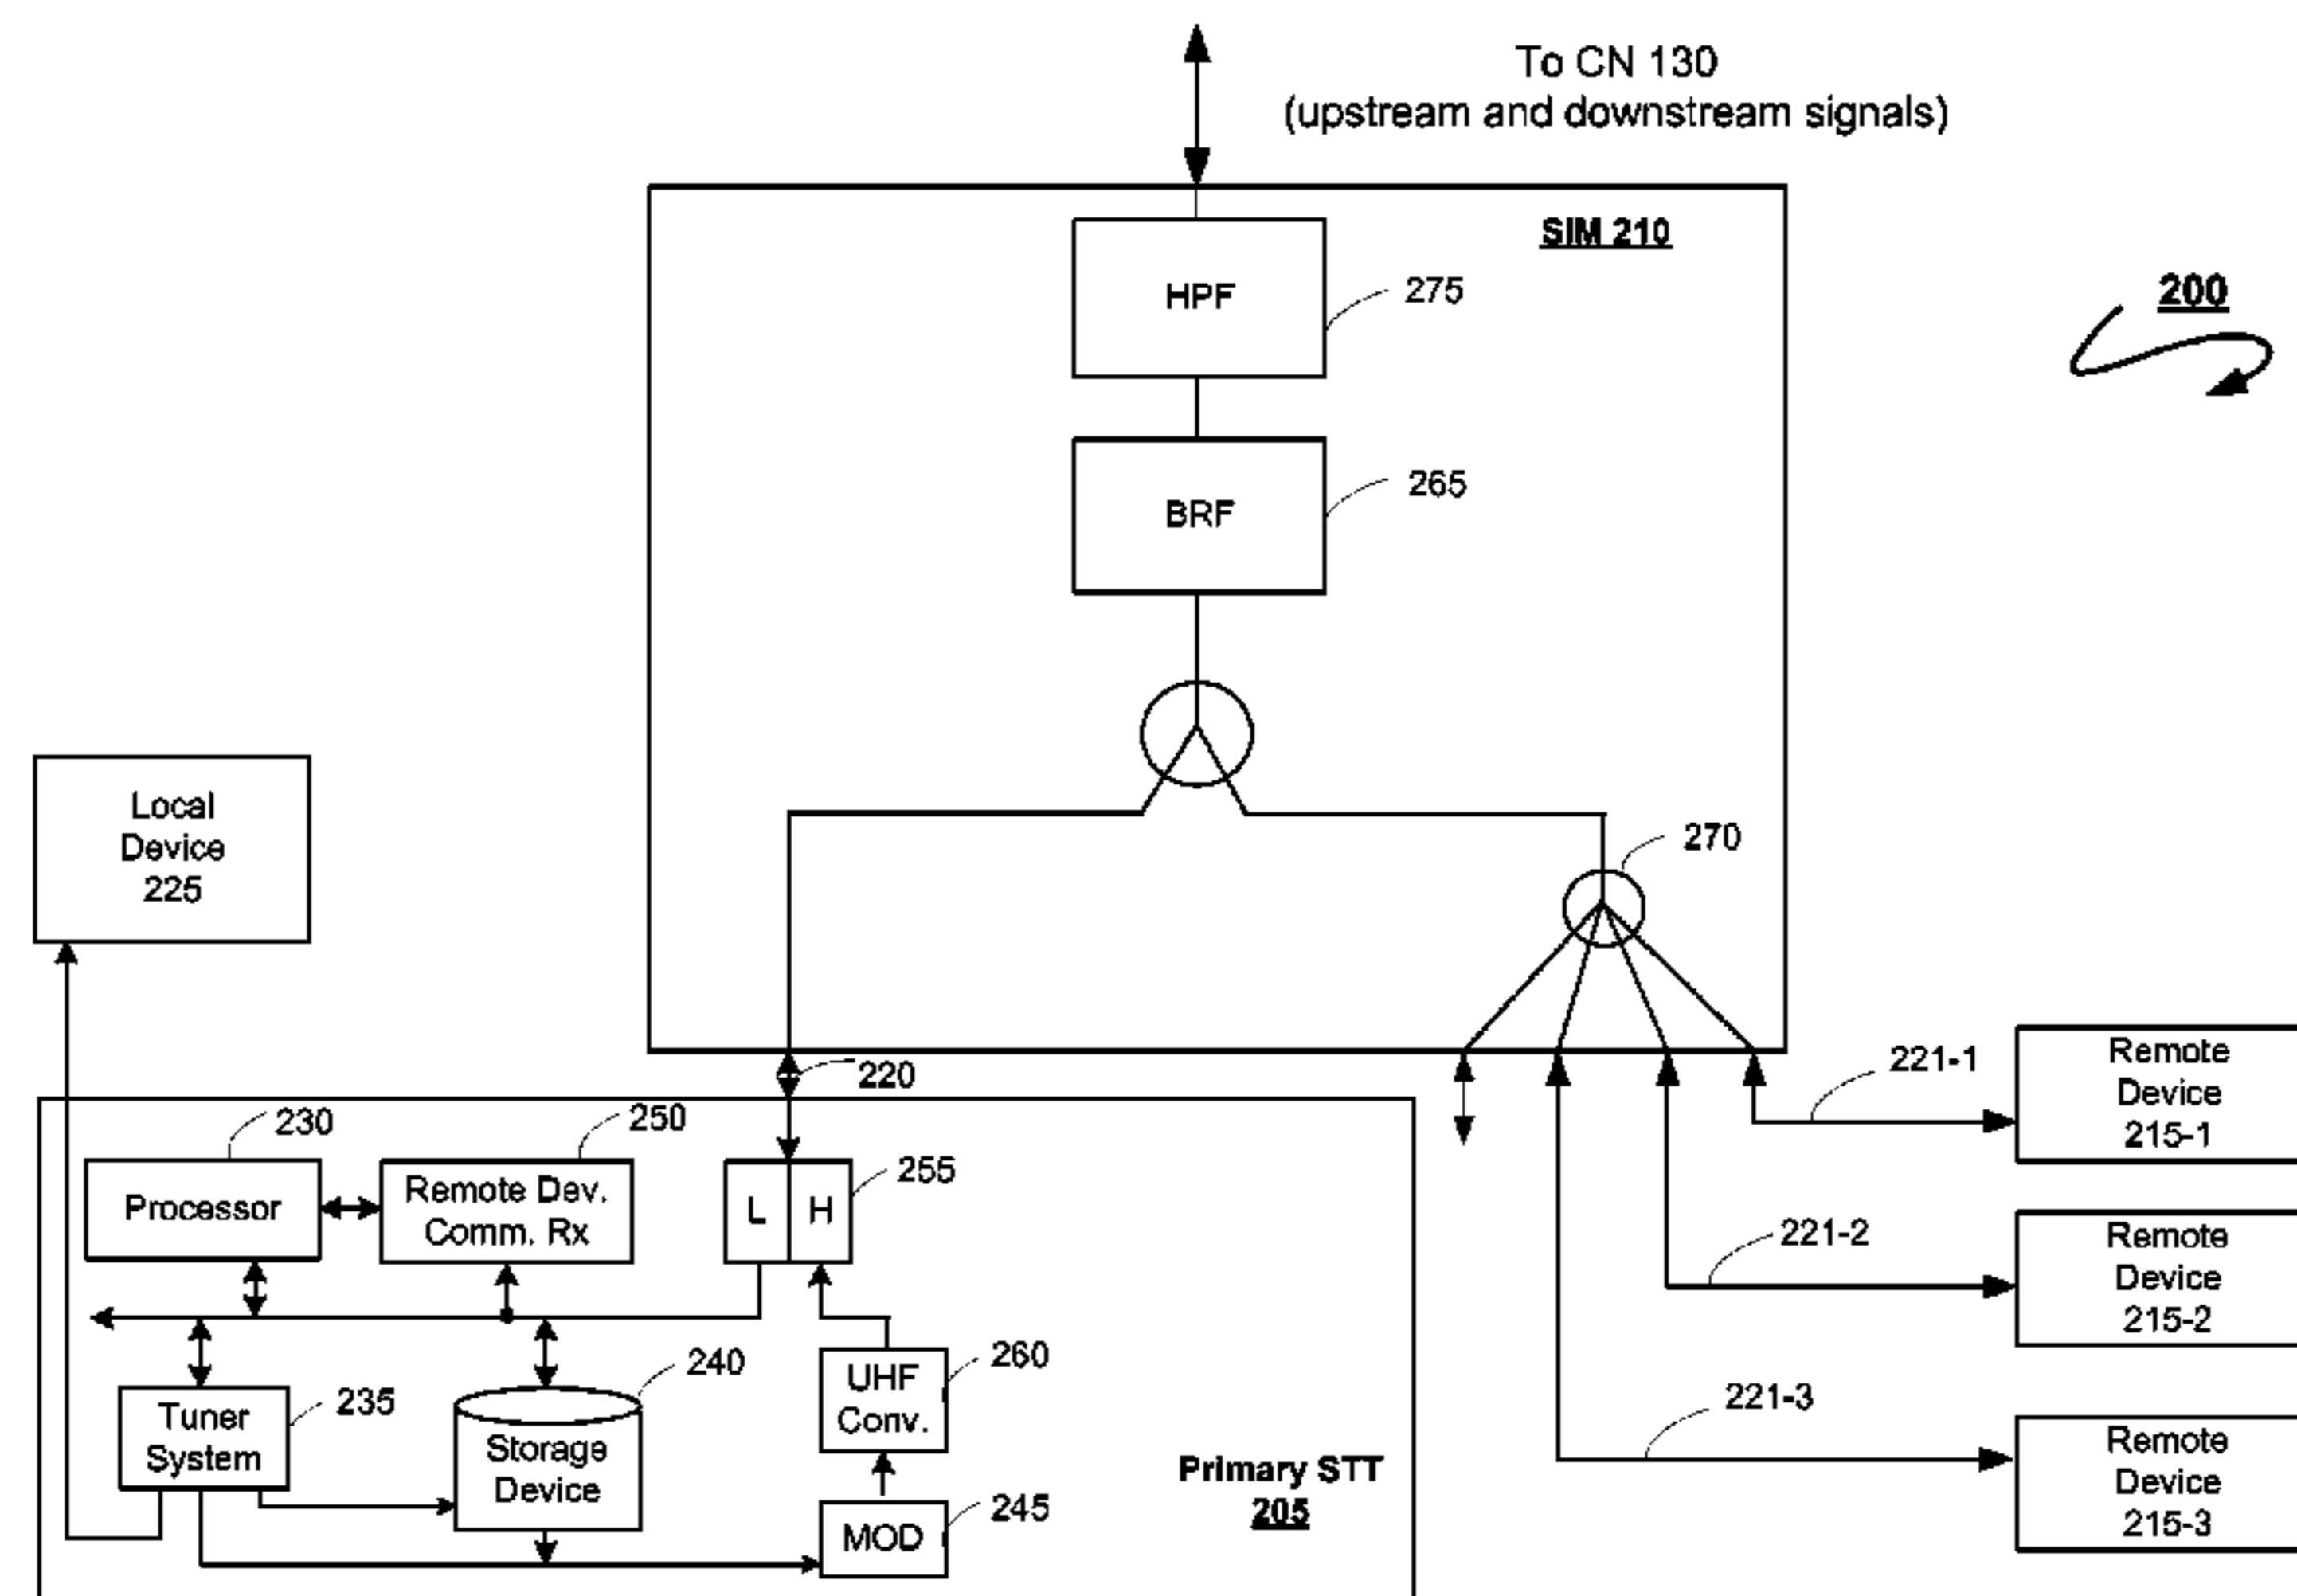 To CN 130
(upstream and downstream signals)
SIM 210
HPF
275
200
BRF
265
Local
Device
225
270
220
221-1
Remote
Device
215-1
230
250
255
Processor
Remote Dev.
Comm. Rx
L
H
221-2
Remote
Device
215-2
240
260
UHF
Conv.
Tuner
System
235
Storage
Device
221-3
Remote
Device
215-3
Primary STT
205
245
MOD